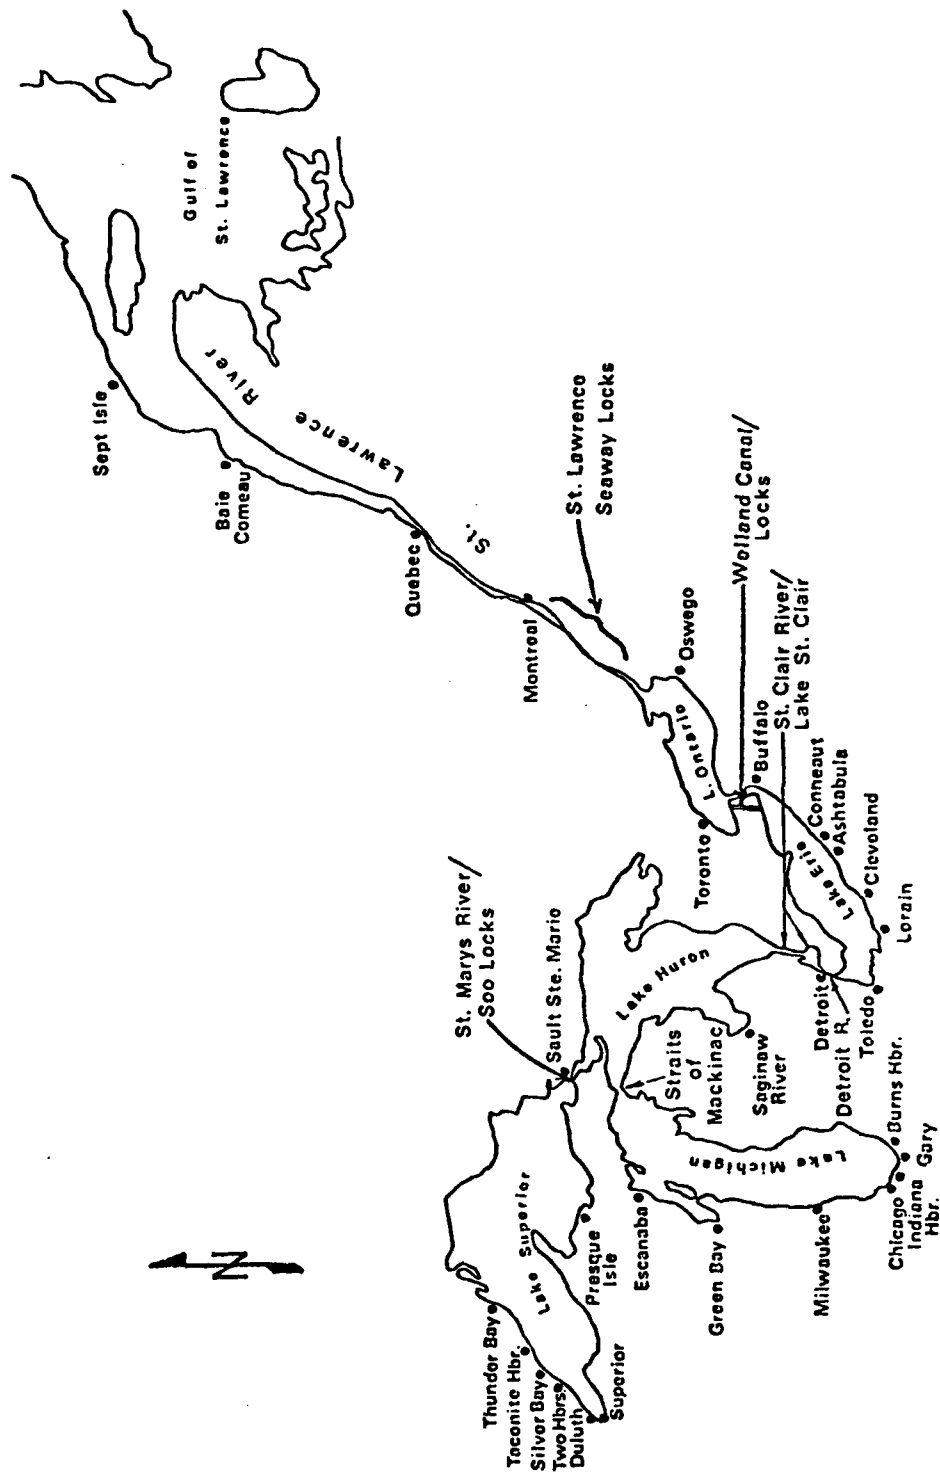 N
Gulf of
St. Lawrence
Sept Isle
Baie
Comeau
St. Lawrence River
Quebec
Montreal
St. Lawrence
Seaway Locks
Oswego
L. Ontario
Toronto
Wolland Canal/
Locks
Buffalo
St. Clair River/
Lake St. Clair
Conneaut
Ashtabula
Lake Erie
Cleveland
Lorain
Toledo
Detroit
Detroit R.
St. Marys River/
Soo Locks
Sault Ste. Marie
Lake Huron
Straits
of
Mackinac
Saginaw
River
Lake Michigan
Burns Hbr.
Gary
Indiana
Hbr.
Chicago
Milwaukee
Green Bay
Escanaba
Presque
Isle
Lake Superior
Thunder Bay
Taconite Hbr.
Silver Bay
Two Hbrs.
Duluth
Superior